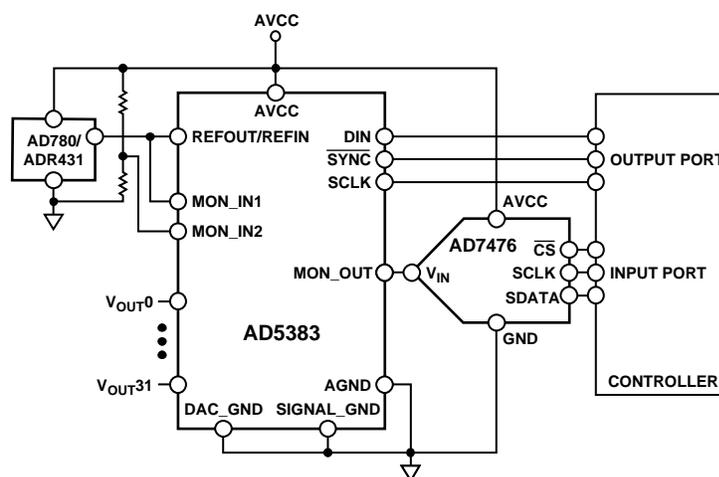 AVCC
AVCC
AD780/
ADR431
REFOUT/REFIN
DIN
SYNC
OUTPUT PORT
SCLK
MON_IN1
AVCC
MON_IN2
AD7476
CS
MON_OUT
VIN
SCLK
INPUT PORT
SDATA
VOUT0
AD5383
GND
VOUT31
AGND
CONTROLLER
DAC_GND
SIGNAL_GND